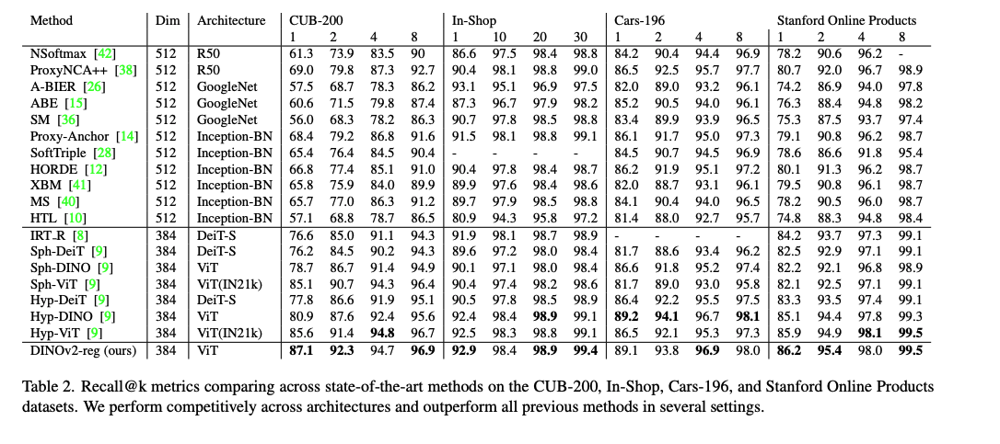 Method Dim Architecture CUB-200 In-Shop Cars-196 Stanford Online Products
1 2 4 8 1 10 20 30 1 2 4 8 1 2 4 8
NSoftmax [42] 512 R50 61.3 73.9 83.5 90 86.6 97.5 98.4 98.8 84.2 90.4 94.4 96.9 78.2 90.6 96.2 -
ProxyNCA++ [38] 512 R50 69.0 79.8 87.3 92.7 90.4 98.1 98.8 99.0 86.5 92.5 95.7 97.7 80.7 92.0 96.7 98.9
A-BIER [26] 512 GoogleNet 57.5 68.7 78.3 86.2 93.1 95.1 96.9 97.5 82.0 89.0 93.2 96.1 74.2 86.9 94.0 97.8
ABE [15] 512 GoogleNet 60.6 71.5 79.8 87.4 87.3 96.7 97.9 98.2 85.2 90.5 94.0 96.1 76.3 88.4 94.8 98.2
SM [36] 512 GoogleNet 56.0 68.3 78.2 86.3 90.7 97.8 98.5 98.8 83.4 89.9 93.9 96.5 75.3 87.5 93.7 97.4
Proxy-Anchor [14] 512 Inception-BN 68.4 79.2 86.8 91.6 91.5 98.1 98.8 99.1 86.1 91.7 95.0 97.3 79.1 90.8 96.2 98.7
SoftTriple [28] 512 Inception-BN 65.4 76.4 84.5 90.4 - - - - 84.5 90.7 94.5 96.9 78.6 86.6 91.8 95.4
HORDE [12] 512 Inception-BN 66.8 77.4 85.1 91.0 90.4 97.8 98.4 98.7 86.2 91.9 95.1 97.2 80.1 91.3 96.2 98.7
XBM [41] 512 Inception-BN 65.8 75.9 84.0 89.9 89.9 97.6 98.4 98.6 82.0 88.7 93.1 96.1 79.5 90.8 96.1 98.7
MS [40] 512 Inception-BN 65.7 77.0 86.3 91.2 89.7 97.9 98.5 98.8 84.1 90.4 94.0 96.5 78.2 90.5 96.0 98.7
HTL [10] 512 Inception-BN 57.1 68.8 78.7 86.5 80.9 94.3 95.8 97.2 81.4 88.0 92.7 95.7 74.8 88.3 94.8 98.4
IRT_R [8] 384 DeiT-S 76.6 85.0 91.1 94.3 91.9 98.1 98.7 98.9 - - - - 84.2 93.7 97.3 99.1
Sph-DeiT [9] 384 DeiT-S 76.2 84.5 90.2 94.3 89.6 97.2 98.0 98.4 81.7 88.6 93.4 96.2 82.5 92.9 97.1 99.1
Sph-DINO [9] 384 ViT 78.7 86.7 91.4 94.9 90.1 97.1 98.0 98.4 86.6 91.8 95.2 97.4 82.2 92.1 96.8 98.9
Sph-ViT [9] 384 ViT(IN21k) 85.1 90.7 94.3 96.4 90.4 97.4 98.2 98.6 81.7 89.0 93.0 95.8 82.1 92.5 97.1 99.1
Hyp-DeiT [9] 384 DeiT-S 77.8 86.6 91.9 95.1 90.5 97.8 98.5 98.9 86.4 92.2 95.5 97.5 83.3 93.5 97.4 99.1
Hyp-DINO [9] 384 ViT 80.9 87.6 92.4 95.6 92.4 98.4 98.9 99.1 89.2 94.1 96.7 98.1 85.1 94.4 97.8 99.3
Hyp-ViT [9] 384 ViT(IN21k) 85.6 91.4 94.8 96.7 92.5 98.3 98.8 99.1 86.5 92.1 95.3 97.3 85.9 94.9 98.1 99.5
DINOv2-reg (ours) 384 ViT 87.1 92.3 94.7 96.9 92.9 98.4 98.9 99.4 89.1 93.8 96.9 98.0 86.2 95.4 98.0 99.5
Table 2. Recall@k metrics comparing across state-of-the-art methods on the CUB-200, In-Shop, Cars-196, and Stanford Online Products
datasets. We perform competitively across architectures and outperform all previous methods in several settings.